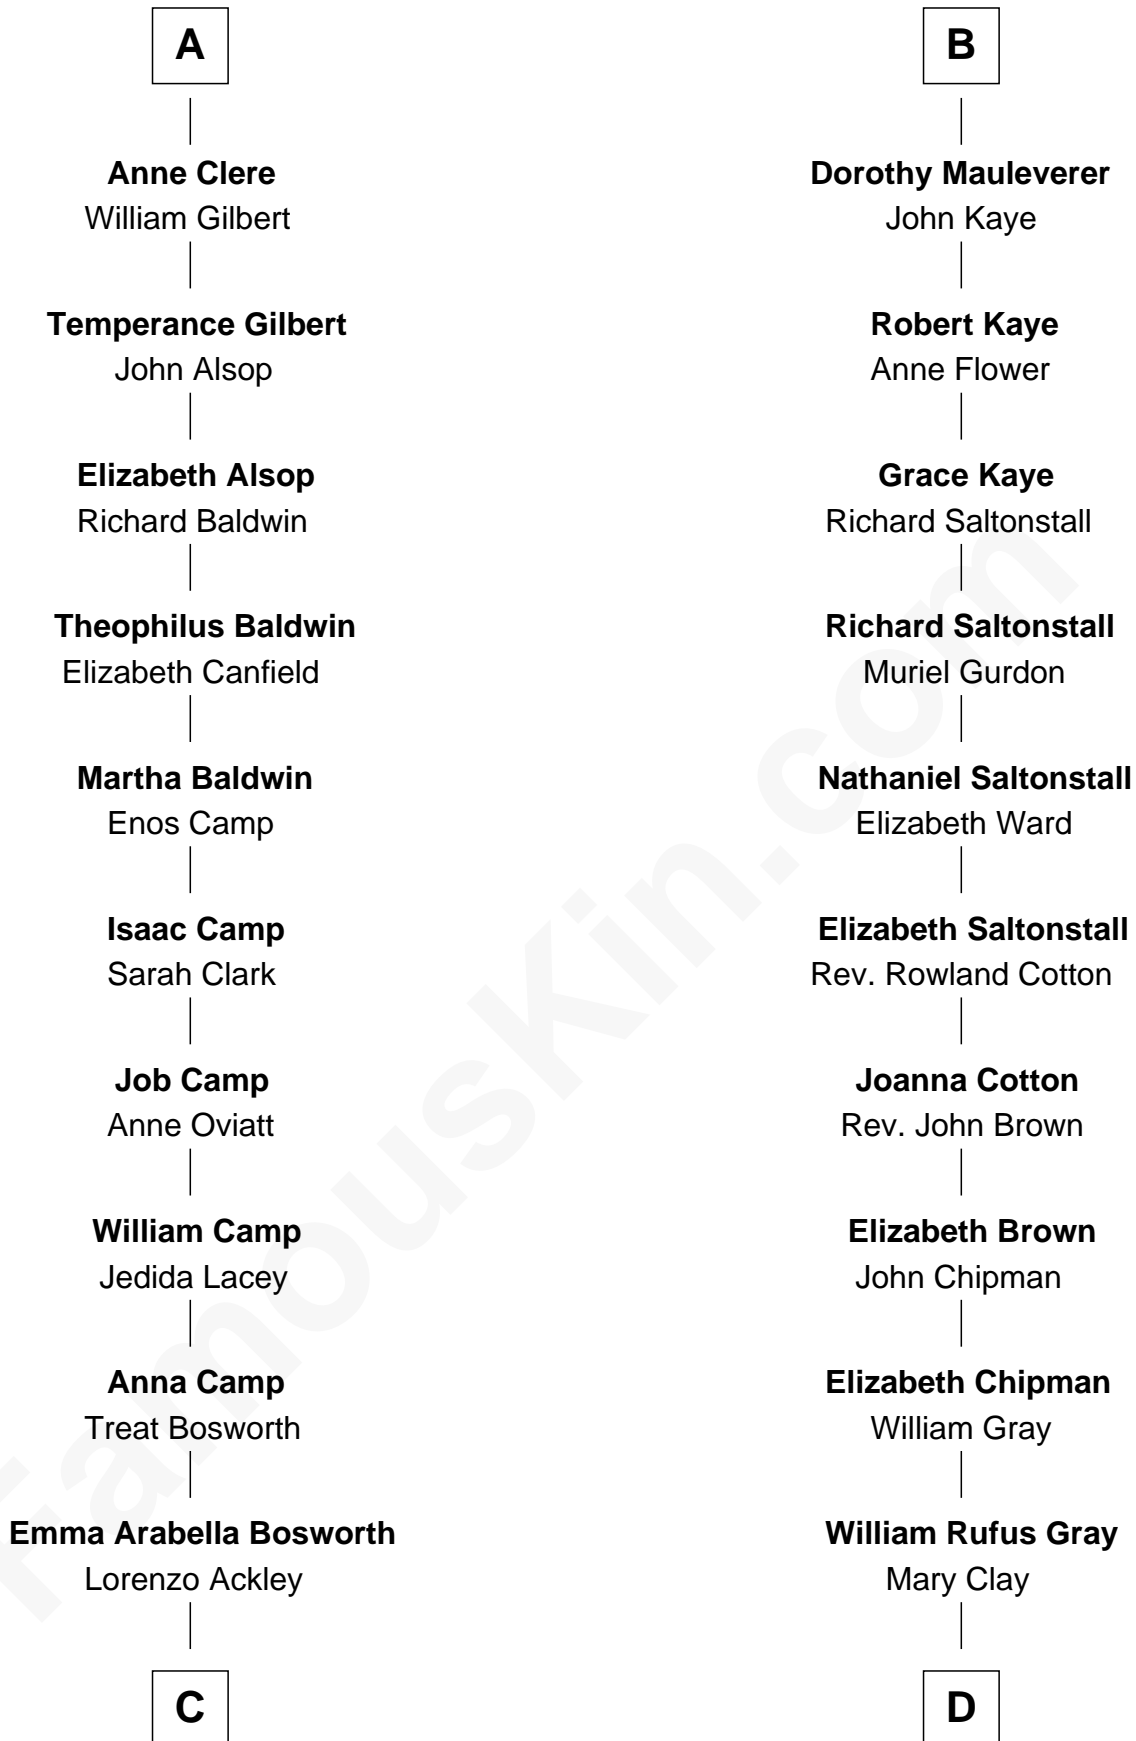 A
Anne Clere
William Gilbert
Temperance Gilbert
John Alsop
Elizabeth Alsop
Richard Baldwin
Theophilus Baldwin
Elizabeth Canfield
Martha Baldwin
Enos Camp
Isaac Camp
Sarah Clark
Job Camp
Anne Oviatt
William Camp
Jedida Lacey
Anna Camp
Treat Bosworth
Emma Arabella Bosworth
Lorenzo Ackley
C
B
Dorothy Mauleverer
John Kaye
Robert Kaye
Anne Flower
Grace Kaye
Richard Saltonstall
Richard Saltonstall
Muriel Gurdon
Nathaniel Saltonstall
Elizabeth Ward
Elizabeth Saltonstall
Rev. Rowland Cotton
Joanna Cotton
Rev. John Brown
Elizabeth Brown
John Chipman
Elizabeth Chipman
William Gray
William Rufus Gray
Mary Clay
D
FamousKin.com